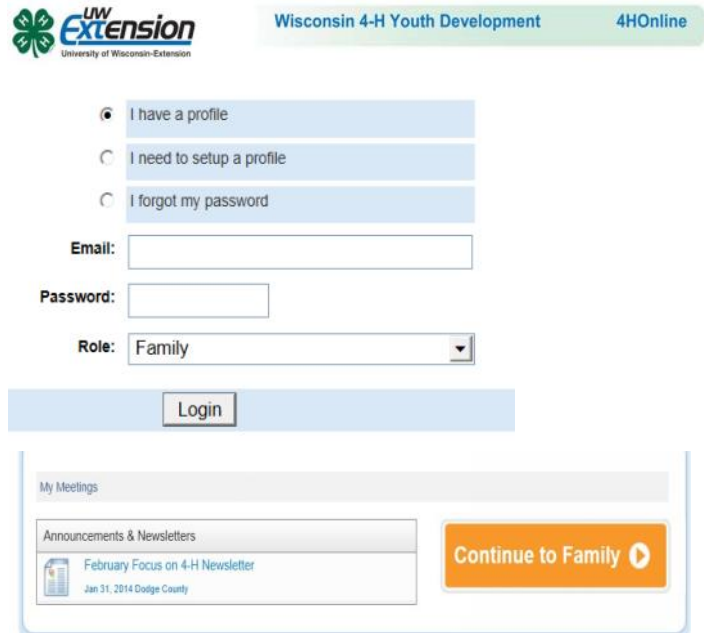 UW
Extension
University of Wisconsin-Extension
Wisconsin 4-H Youth Development 4HOnline
I have a profile
I need to setup a profile
I forgot my password
Email:
Password:
Role: Family
Login
My Meetings
Announcements & Newsletters
February Focus on 4-H Newsletter
Jan 31, 2014 Dodge County
Continue to Family